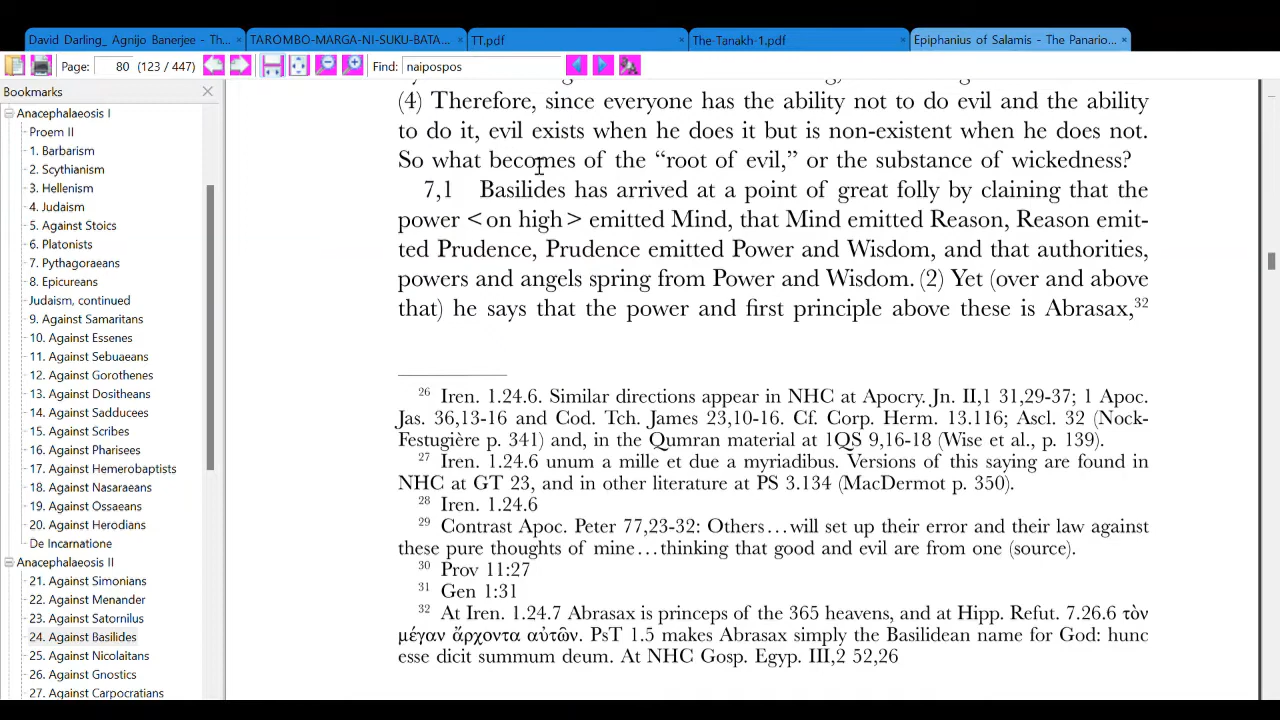 David Darling_ Agnijo Banerjee - Th...
TAROMBO-MARGA-NI-SUKU-BATA...
TT.pdf
The-Tanakh-1.pdf
Epiphanius of Salamis - The Panario...
Page: 80 (123 / 447)
Find: naipospos
Bookmarks
Anacephalaeosis I
Proem II
1. Barbarism
2. Scythianism
3. Hellenism
4. Judaism
5. Against Stoics
6. Platonists
7. Pythagoraeans
8. Epicureans
Judaism, continued
9. Against Samaritans
10. Against Essenes
11. Against Sebuaeans
12. Against Gorothenes
13. Against Dositheans
14. Against Sadducees
15. Against Scribes
16. Against Pharisees
17. Against Hemerobaptists
18. Against Nasaraeans
19. Against Ossaeans
20. Against Herodians
De Incarnatione
Anacephalaeosis II
21. Against Simonians
22. Against Menander
23. Against Satornilus
24. Against Basilides
25. Against Nicolaitans
26. Against Gnostics
27. Against Carpocratians
(4) Therefore, since everyone has the ability not to do evil and the ability
to do it, evil exists when he does it but is non-existent when he does not.
So what becomes of the “root of evil,” or the substance of wickedness?
7,1 Basilides has arrived at a point of great folly by claining that the
power <on high> emitted Mind, that Mind emitted Reason, Reason emit-
ted Prudence, Prudence emitted Power and Wisdom, and that authorities,
powers and angels spring from Power and Wisdom. (2) Yet (over and above
that) he says that the power and first principle above these is Abrasax,32
26 Iren. 1.24.6. Similar directions appear in NHC at Apocry. Jn. II,1 31,29-37; 1 Apoc.
Jas. 36,13-16 and Cod. Tch. James 23,10-16. Cf. Corp. Herm. 13.116; Ascl. 32 (Nock-
Festugière p. 341) and, in the Qumran material at 1QS 9,16-18 (Wise et al., p. 139).
27 Iren. 1.24.6 unum a mille et due a myriadibus. Versions of this saying are found in
NHC at GT 23, and in other literature at PS 3.134 (MacDermot p. 350).
28 Iren. 1.24.6
29 Contrast Apoc. Peter 77,23-32: Others…will set up their error and their law against
these pure thoughts of mine…thinking that good and evil are from one (source).
30 Prov 11:27
31 Gen 1:31
32 At Iren. 1.24.7 Abrasax is princeps of the 365 heavens, and at Hipp. Refut. 7.26.6 τὸν
μέγαν ἄρχοντα αὐτῶν. PsT 1.5 makes Abrasax simply the Basilidean name for God: hunc
esse dicit summum deum. At NHC Gosp. Egyp. III,2 52,26